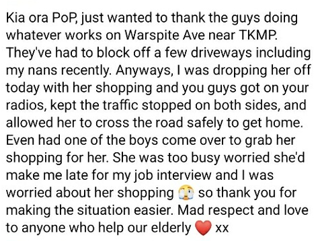 Kia ora PoP, just wanted to thank the guys doing
whatever works on Warspite Ave near TKMP.
They've had to block off a few driveways including
my nans recently. Anyways, I was dropping her off
today with her shopping and you guys got on your
radios, kept the traffic stopped on both sides, and
allowed her to cross the road safely to get home.
Even had one of the boys come over to grab her
shopping for her. She was too busy worried she'd
make me late for my job interview and I was
worried about her shopping 😭 so thank you for
making the situation easier. Mad respect and love
to anyone who help our elderly ❤️ xx